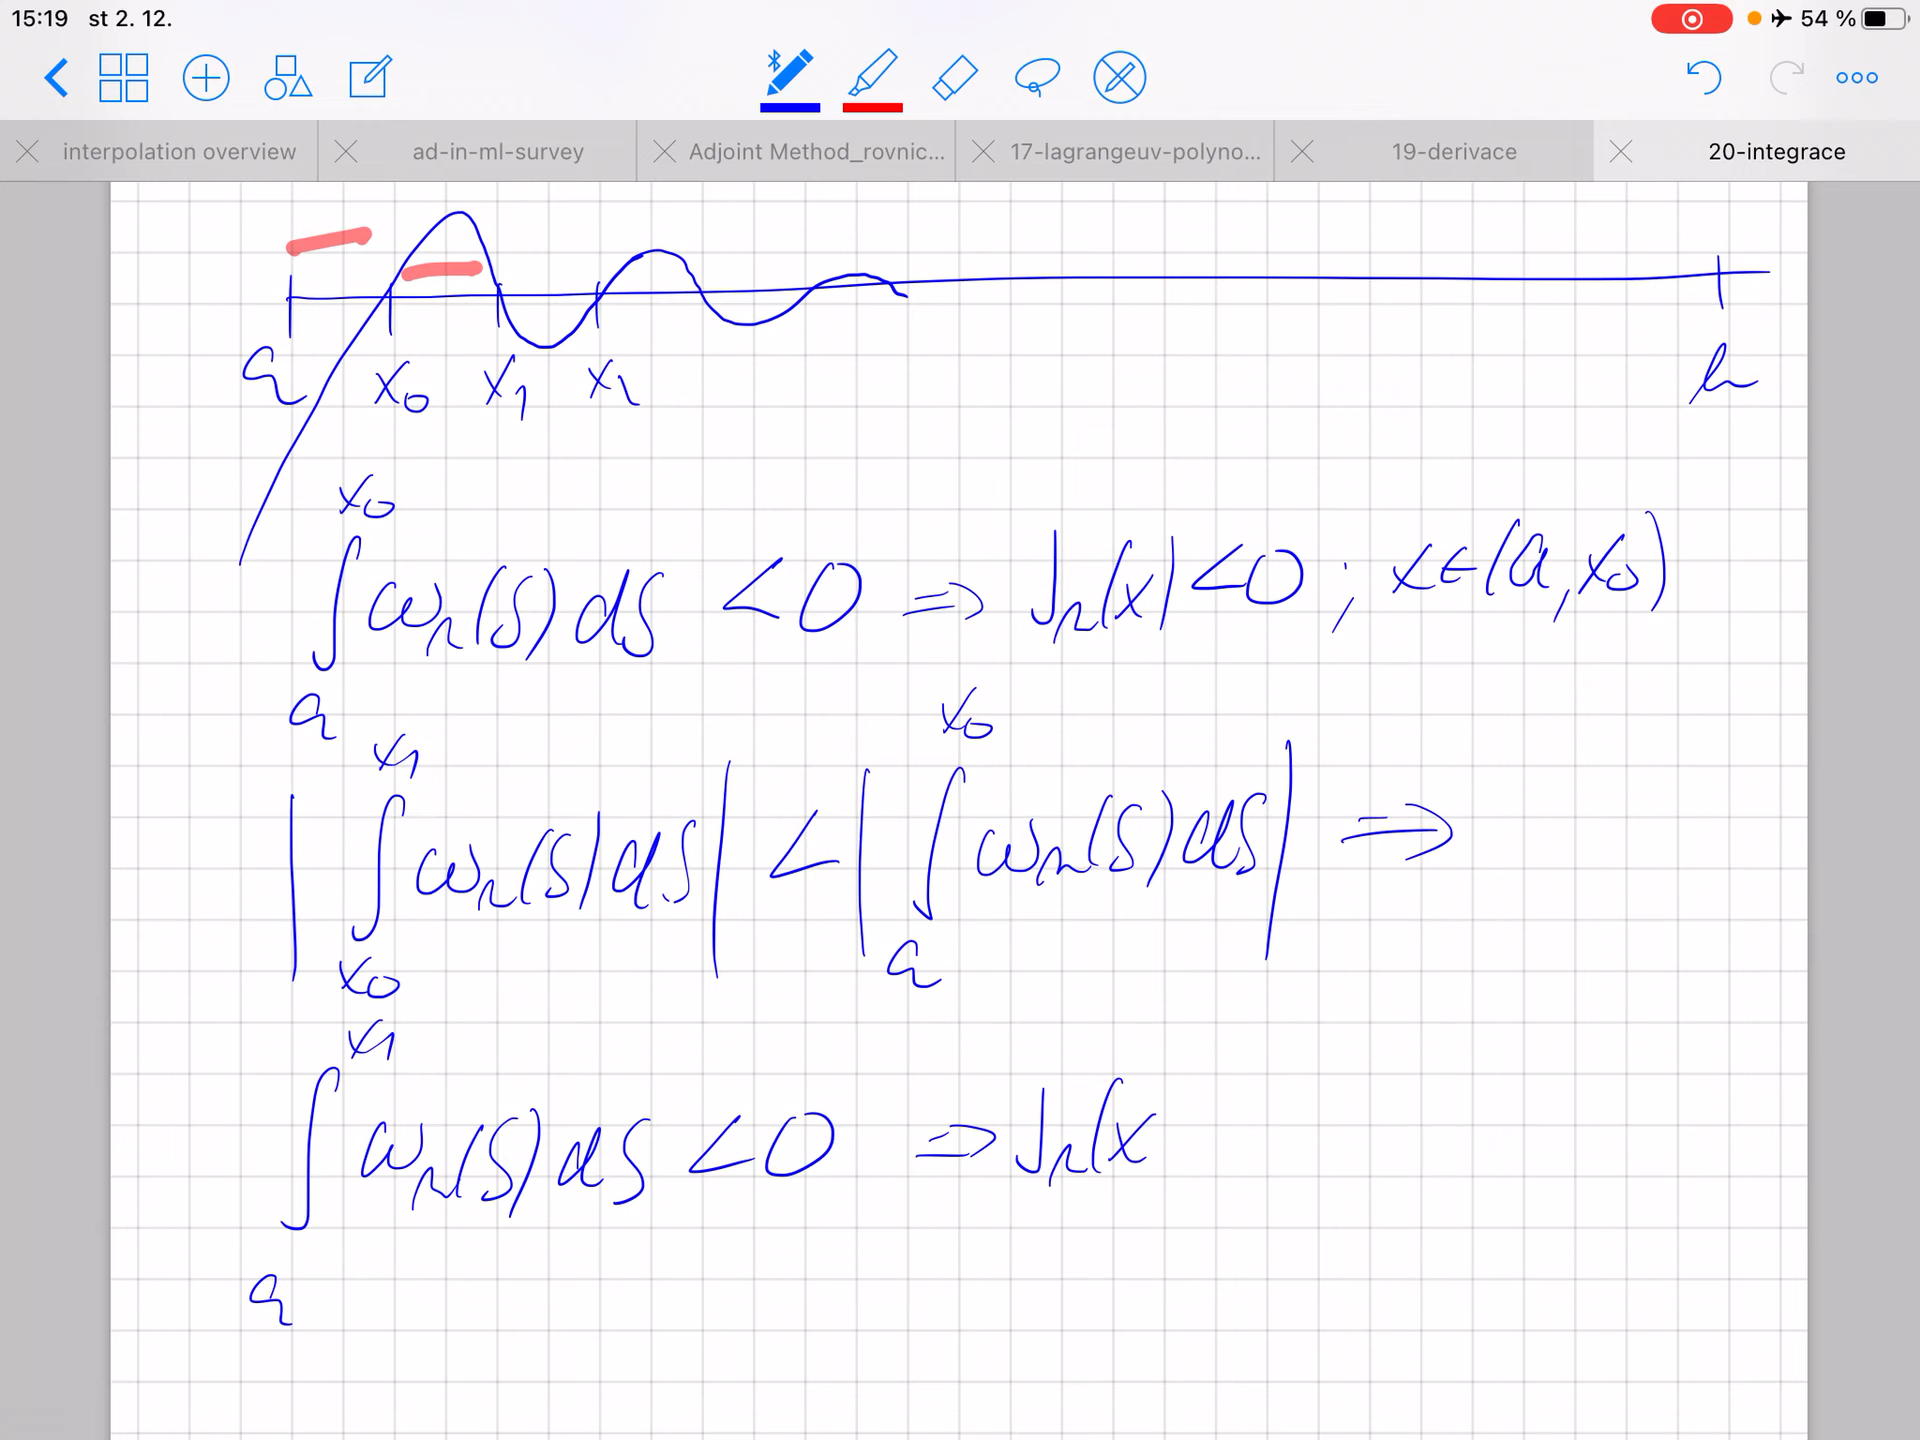 15:19 st 2. 12.
54 %
interpolation overview
ad-in-ml-survey
Adjoint Method_rovnic...
17-lagrangeuv-polyno...
19-derivace
20-integrace
a x₀ x₁ x₂ b
∫ₐ^{x₀} ωₙ(s) ds < 0 ⇒ Jₙ(x) < 0 ; x ∈ (a, x₀)
|∫_{x₀}^{x₁} ωₙ(s) ds| < |∫ₐ^{x₀} ωₙ(s) ds| ⇒
∫ₐ^{x₁} ωₙ(s) ds < 0 ⇒ Jₙ(x